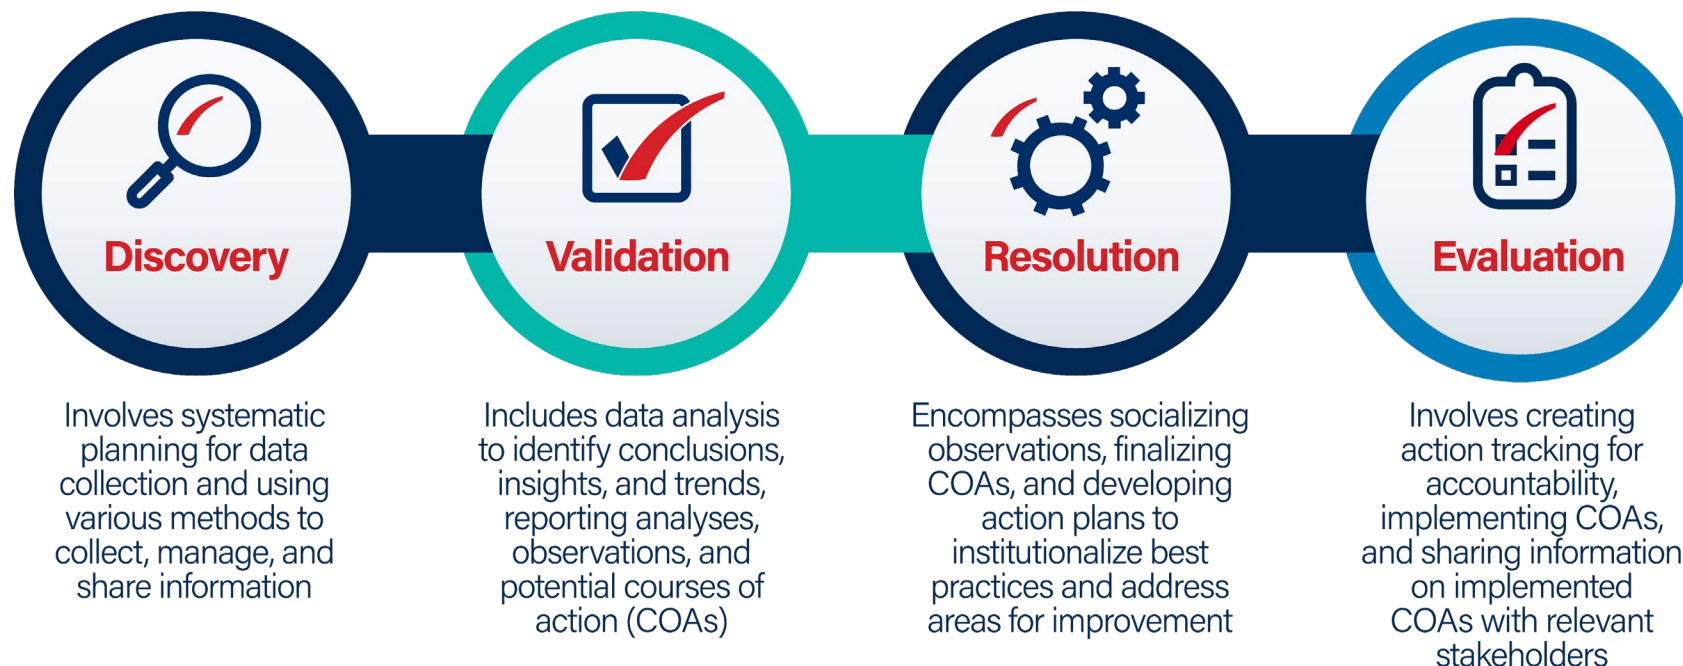 Discovery
Involves systematic
planning for data
collection and using
various methods to
collect, manage, and
share information
Validation
Includes data analysis
to identify conclusions,
insights, and trends,
reporting analyses,
observations, and
potential courses of
action (COAs)
Resolution
Encompasses socializing
observations, finalizing
COAs, and developing
action plans to
institutionalize best
practices and address
areas for improvement
Evaluation
Involves creating
action tracking for
accountability,
implementing COAs,
and sharing information
on implemented
COAs with relevant
stakeholders